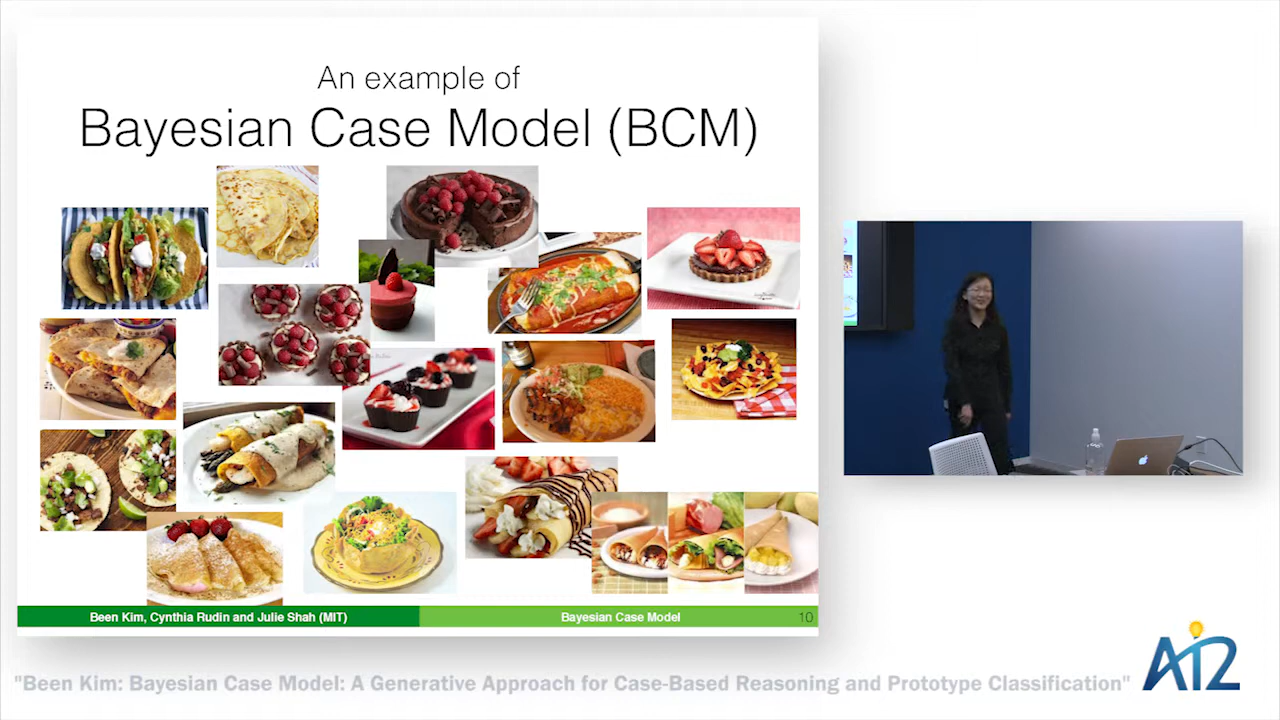 An example of
Bayesian Case Model (BCM)
Been Kim, Cynthia Rudin and Julie Shah (MIT)
Bayesian Case Model
10
"Been Kim: Bayesian Case Model: A Generative Approach for Case-Based Reasoning and Prototype Classification"
AI2